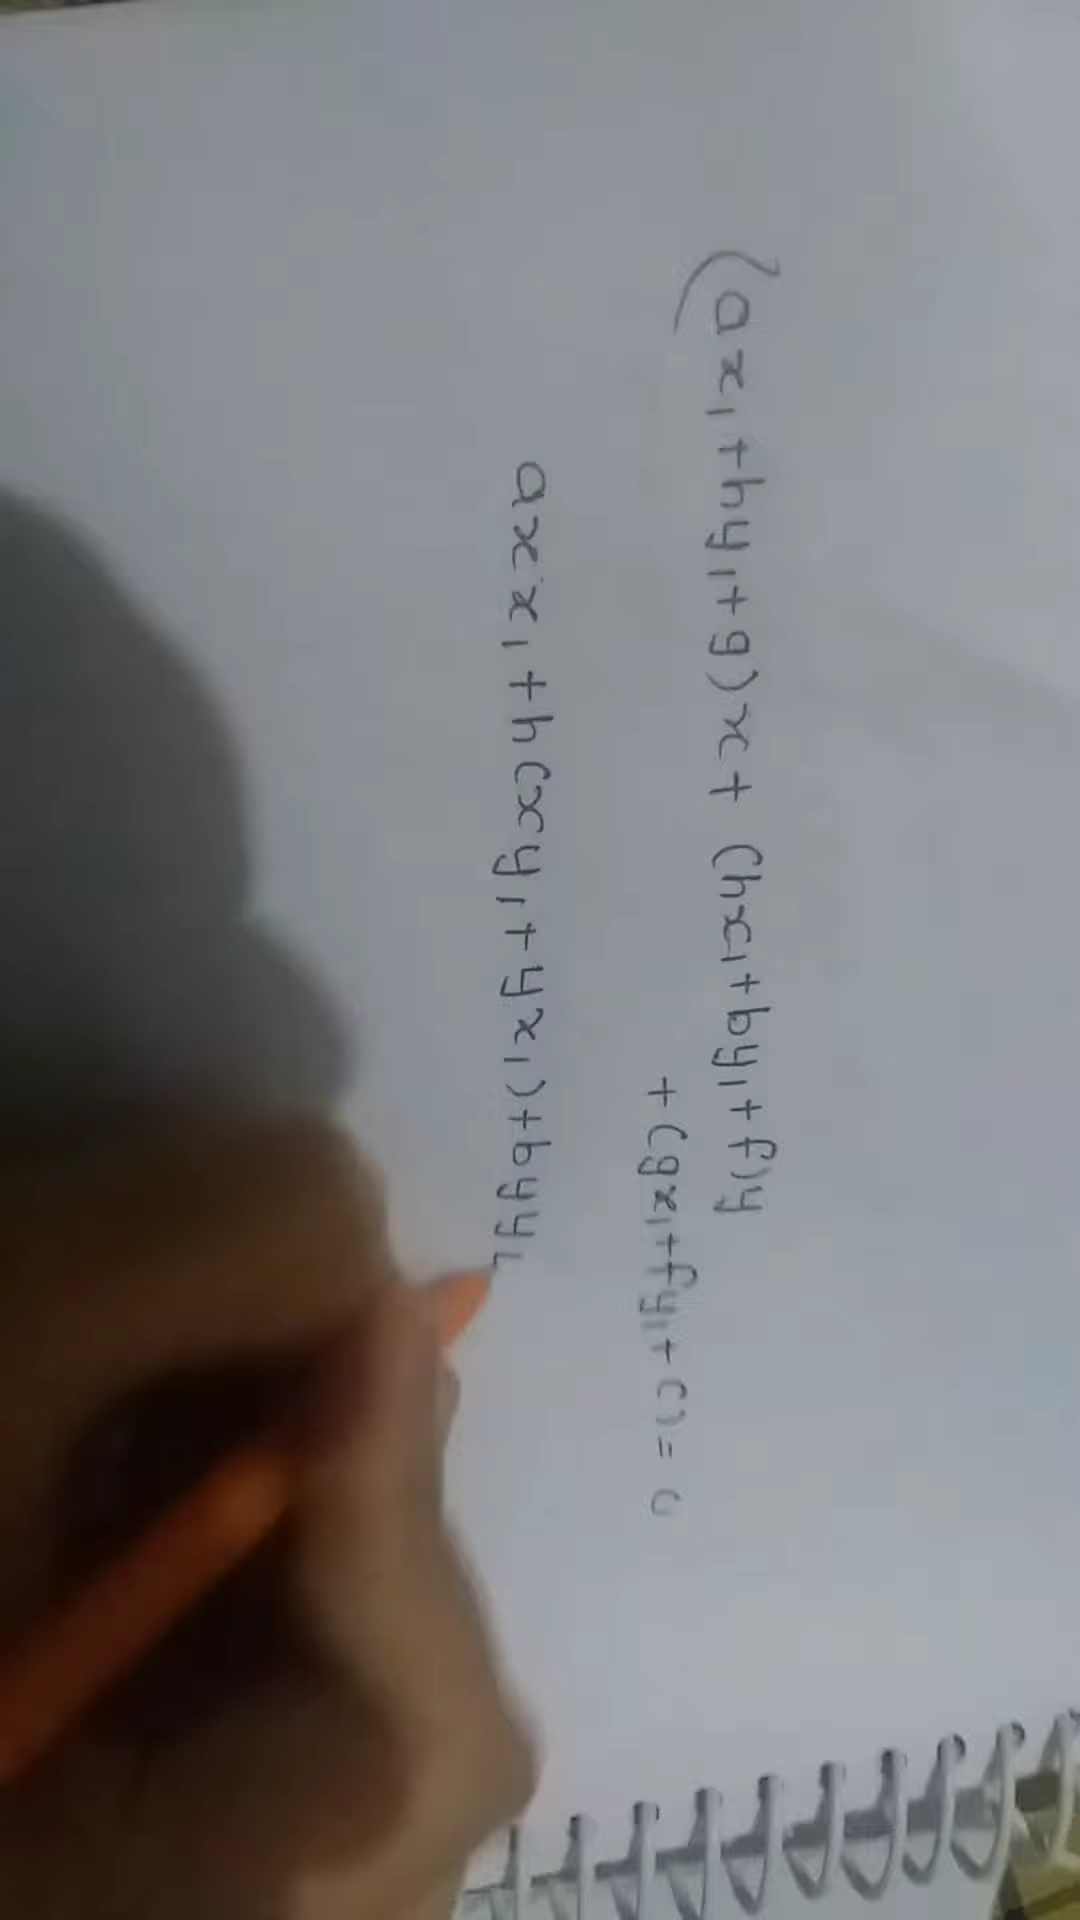 (ax₁+hy₁+g)x+ (hx₁+by₁+f)y
+(gx₁+fy₁+c)=0
axx₁+h(xy₁+yx₁)+byy₁